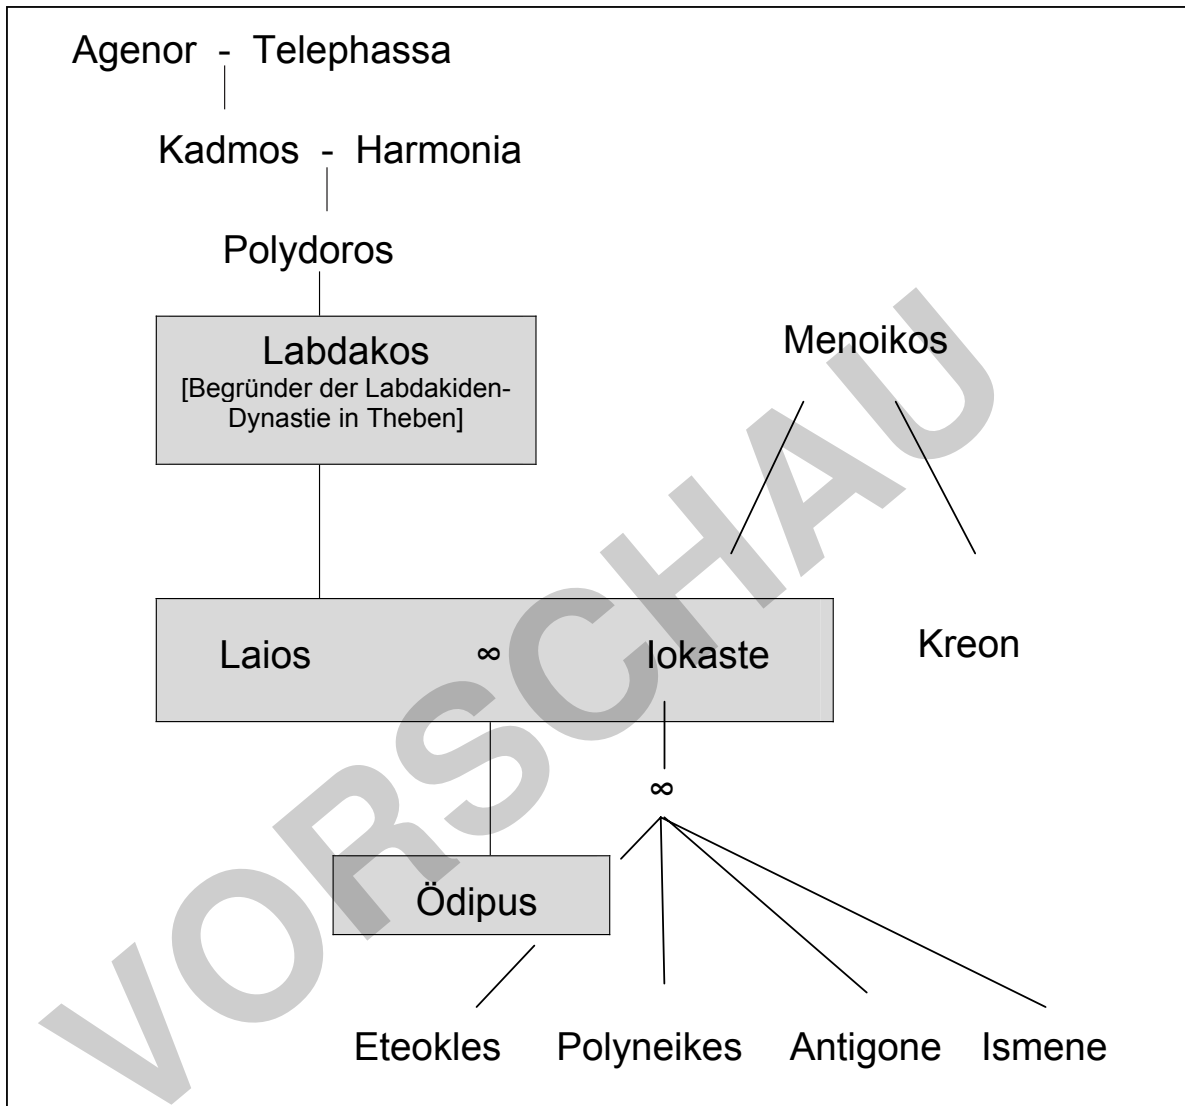 Agenor - Telephassa
Kadmos - Harmonia
Polydoros
Labdakos
[Begründer der Labdakiden-
Dynastie in Theben]
Menoikos
Laios ∞ Iokaste
Kreon
∞
Ödipus
Eteokles Polyneikes Antigone Ismene
VORSCHAU